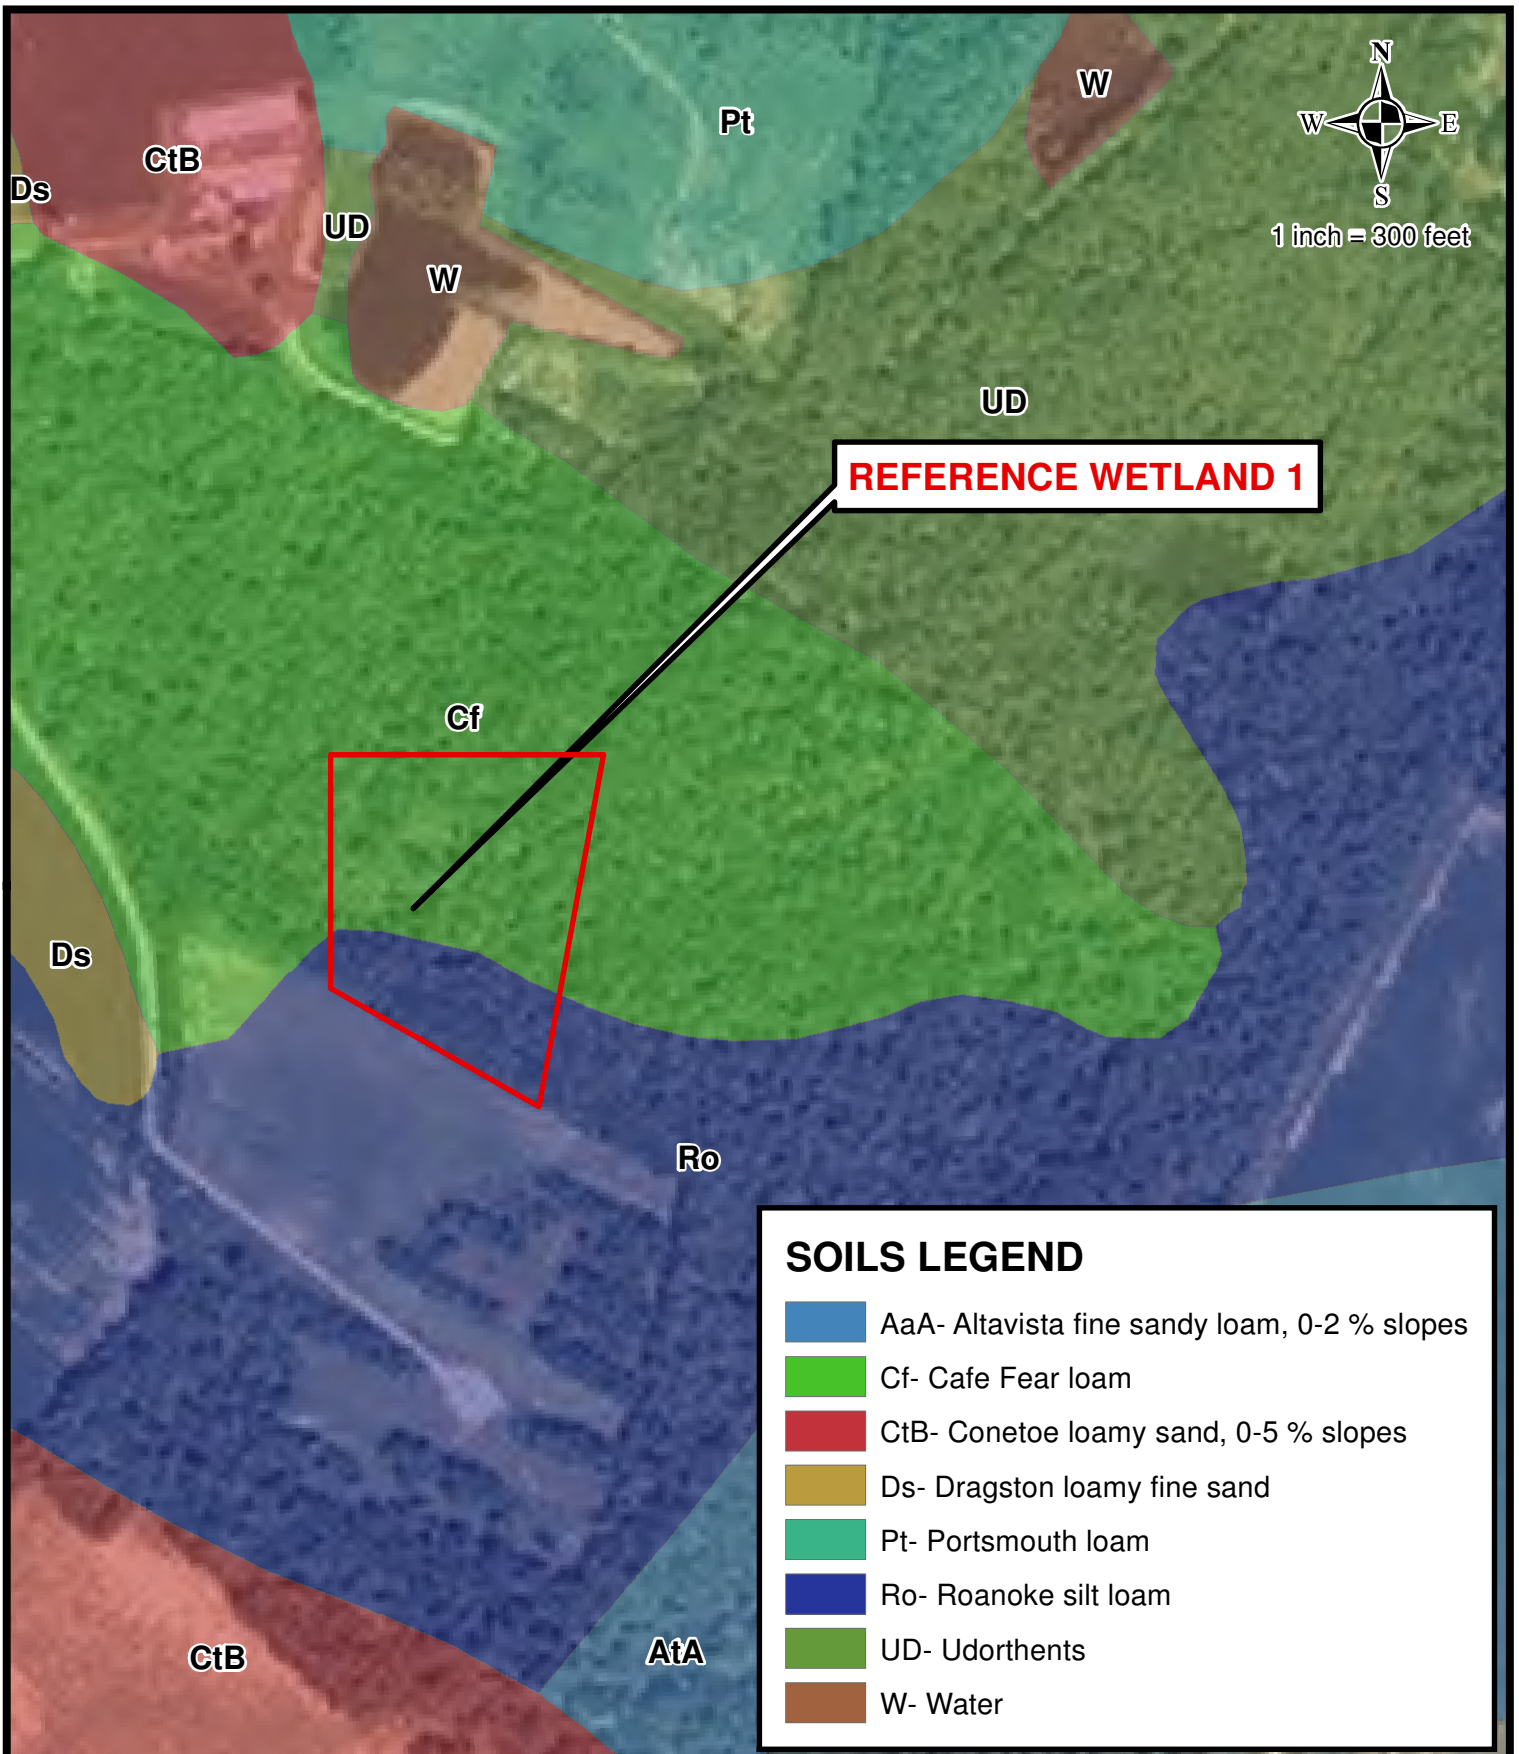 N
W
E
S
1 inch = 300 feet
W
Pt
CtB
Ds
UD
W
UD
REFERENCE WETLAND 1
Cf
Ds
Ro
CtB
AtA
SOILS LEGEND
AaA- Altavista fine sandy loam, 0-2 % slopes
Cf- Cafe Fear loam
CtB- Conetoe loamy sand, 0-5 % slopes
Ds- Dragston loamy fine sand
Pt- Portsmouth loam
Ro- Roanoke silt loam
UD- Udorthents
W- Water